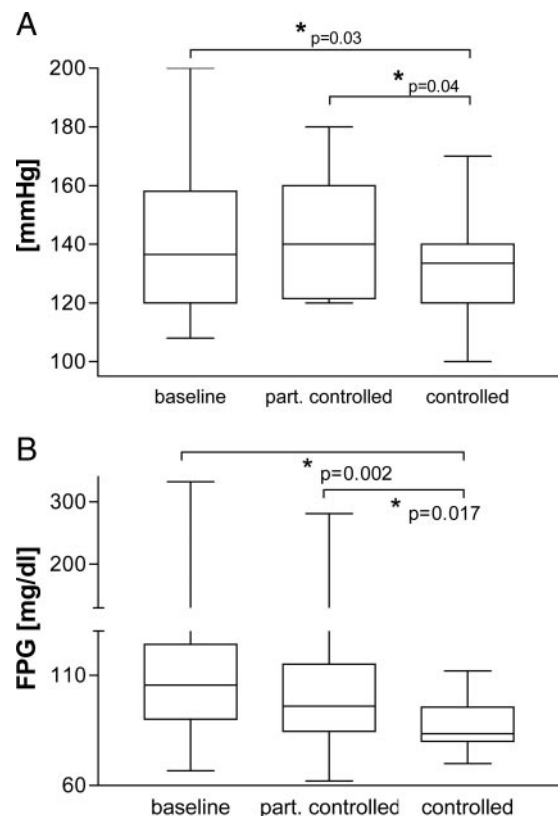 A
* p=0.03
* p=0.04
200
180
160
140
120
100
[mmHg]
baseline part. controlled controlled
B
* p=0.002
* p=0.017
300
200
110
60
FPG [mg/dl]
baseline part. controlled controlled